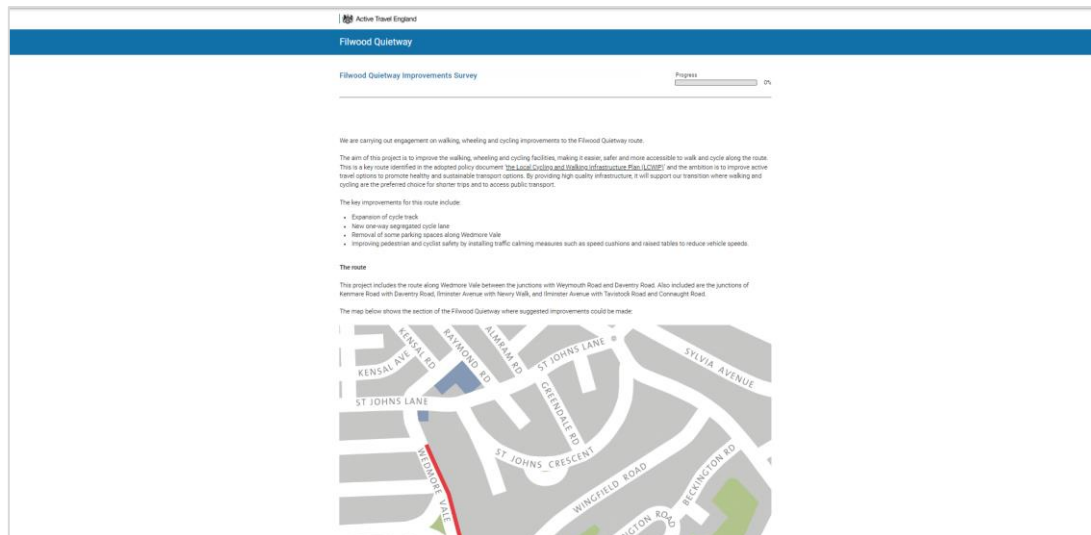 Active Travel England
Filwood Quietway
Filwood Quietway Improvements Survey
Progress
0%
We are carrying out engagement on walking, wheeling and cycling improvements to the Filwood Quietway route.
The aim of this project is to improve the walking, wheeling and cycling facilities, making it easier, safer and more accessible to walk and cycle along the route.
This is a key route identified in the adopted policy document 'the Local Cycling and Walking Infrastructure Plan (LCWIP)' and the ambition is to improve active
travel options to promote healthy and sustainable transport options. By providing high quality infrastructure, it will support our transition where walking and
cycling are the preferred choice for shorter trips and to access public transport.
The key improvements for this route include:
• Expansion of cycle track
• New one-way segregated cycle lane
• Removal of some parking spaces along Wedmore Vale
• Improving pedestrian and cyclist safety by installing traffic calming measures such as speed cushions and raised tables to reduce vehicle speeds.
The route
This project includes the route along Wedmore Vale between the junctions with Weymouth Road and Daventry Road. Also included are the junctions of
Kenmare Road with Daventry Road, Ilminster Avenue with Newry Walk, and Ilminster Avenue with Tavistock Road and Connaught Road.
The map below shows the section of the Filwood Quietway where suggested improvements could be made:
KENSAL RD
RAYMOND RD
ALMRAM RD
ST JOHNS LANE
SYLVIA AVENUE
KENSAL AVE
GREENDALE RD
ST JOHNS LANE
ST JOHNS CRESCENT
WEDMORE VALE
WINGFIELD ROAD
BECKINGTON RD
INGTON ROAD